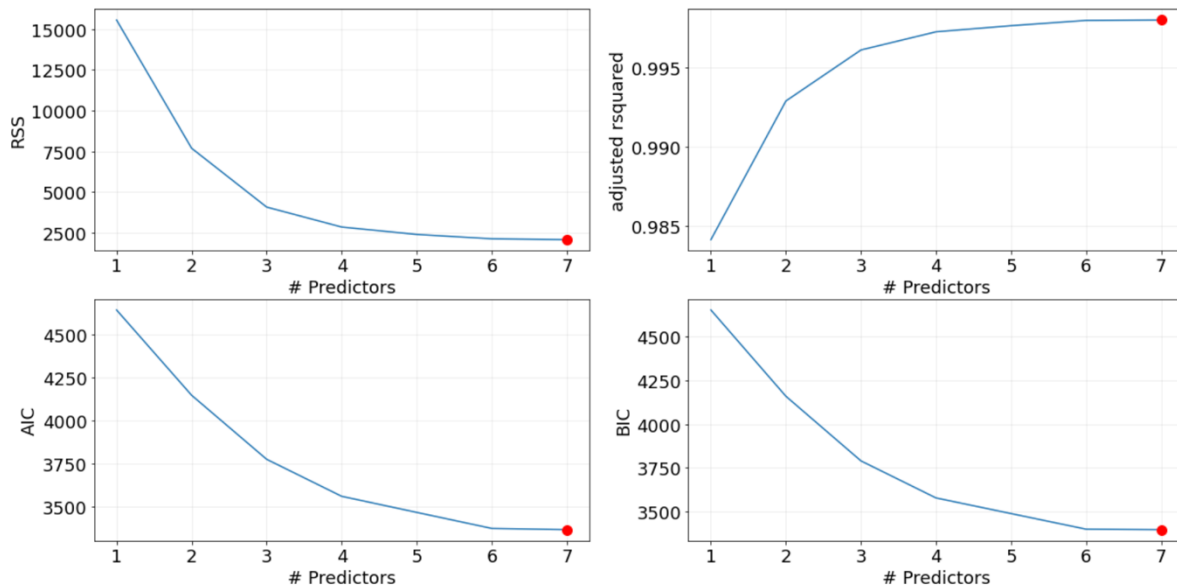 15000
12500
10000
7500
5000
2500
RSS
1 2 3 4 5 6 7
# Predictors
0.995
0.990
0.985
adjusted rsquared
1 2 3 4 5 6 7
# Predictors
4500
4250
4000
3750
3500
AIC
1 2 3 4 5 6 7
# Predictors
4500
4250
4000
3750
3500
BIC
1 2 3 4 5 6 7
# Predictors